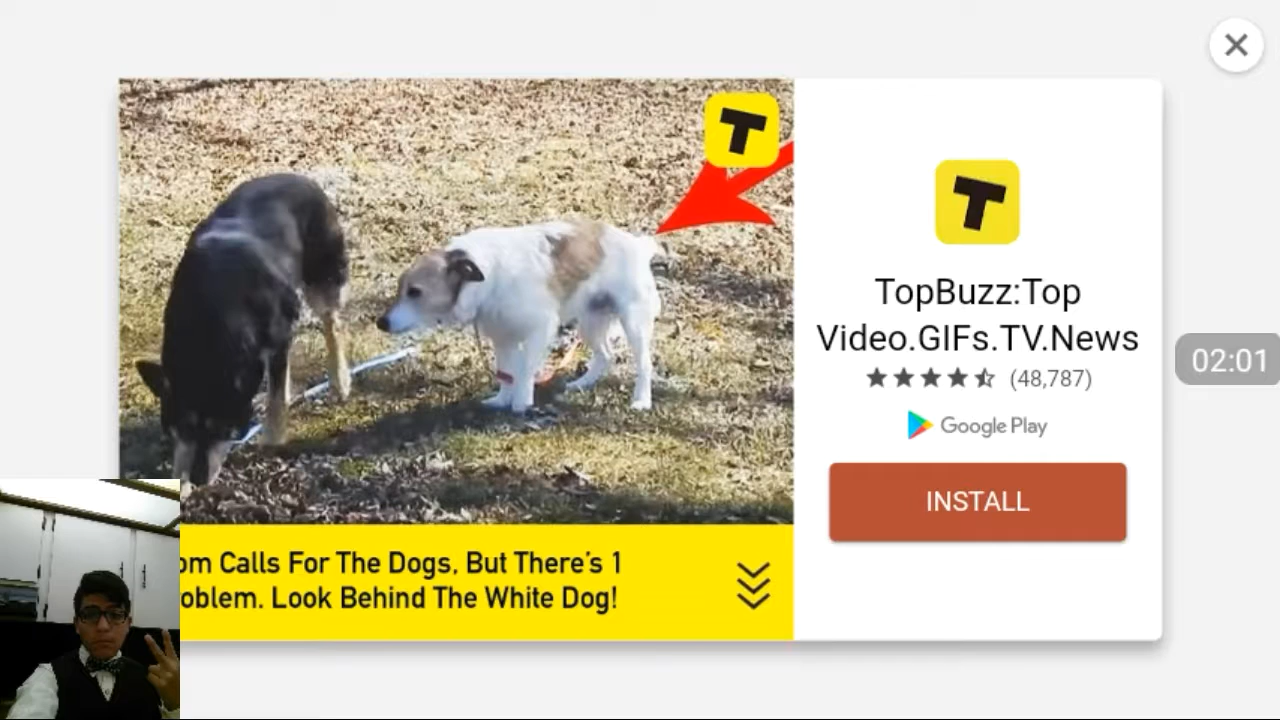 T
T
TopBuzz:Top
Video.GIFs.TV.News
(48,787)
Google Play
INSTALL
02:01
om Calls For The Dogs, But There's 1
oblem. Look Behind The White Dog!